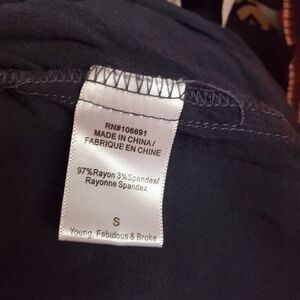 RN#106691
MADE IN CHINA/
FABRIQUE EN CHINE
97%Rayon 3%Spandex/
Rayonne Spandex
S
Young, Fabulous & Broke